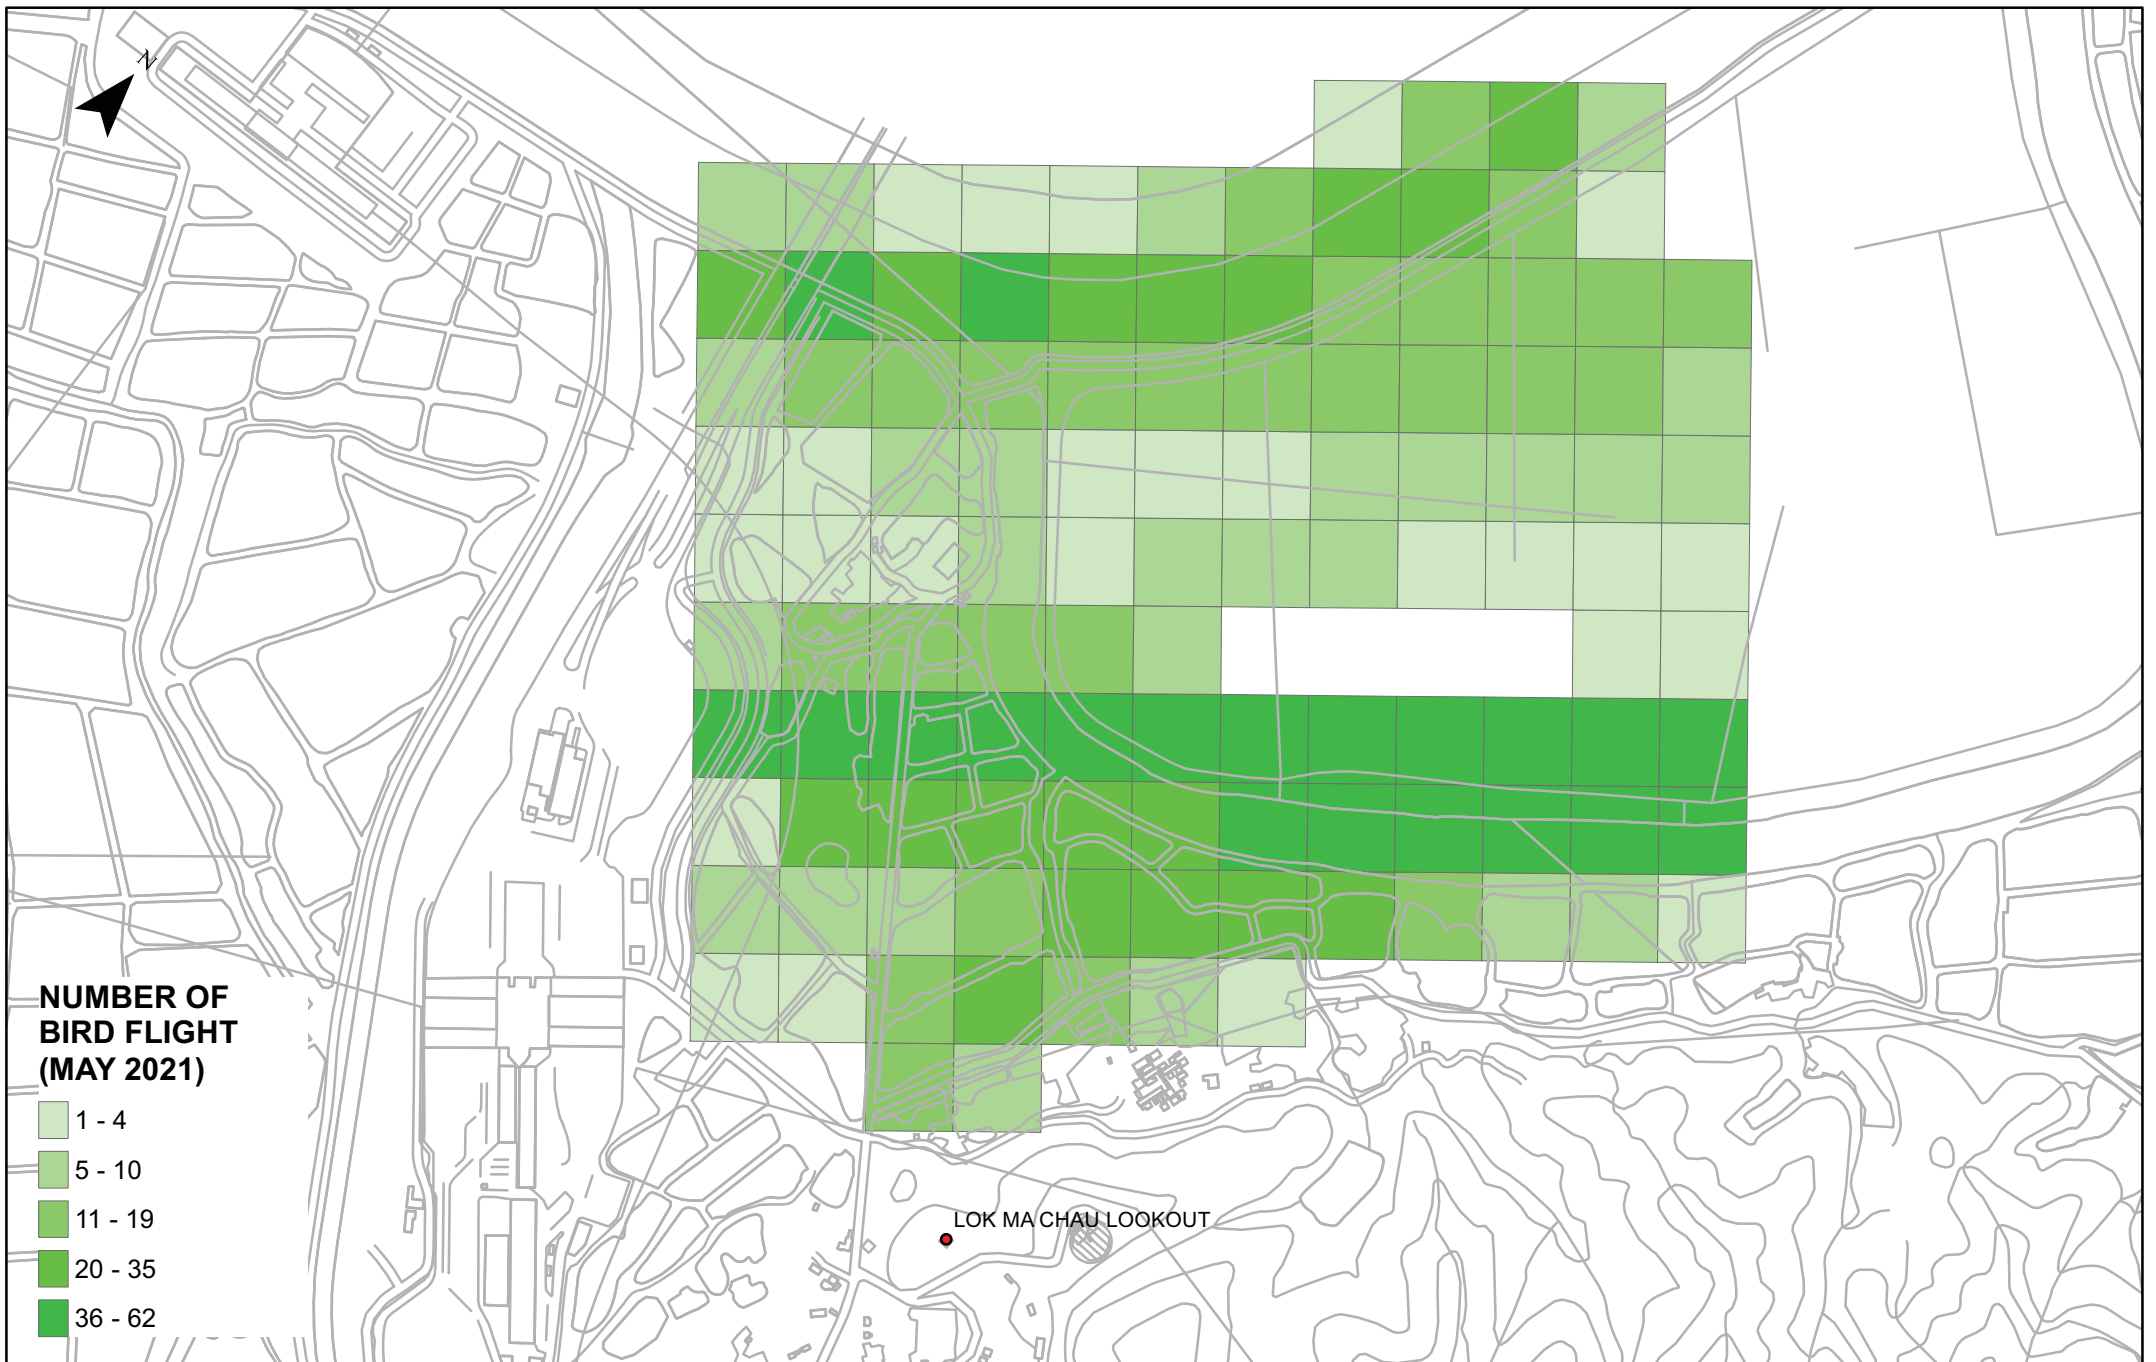 N
NUMBER OF
BIRD FLIGHT
(MAY 2021)
1 - 4
5 - 10
11 - 19
20 - 35
36 - 62
LOK MA CHAU LOOKOUT